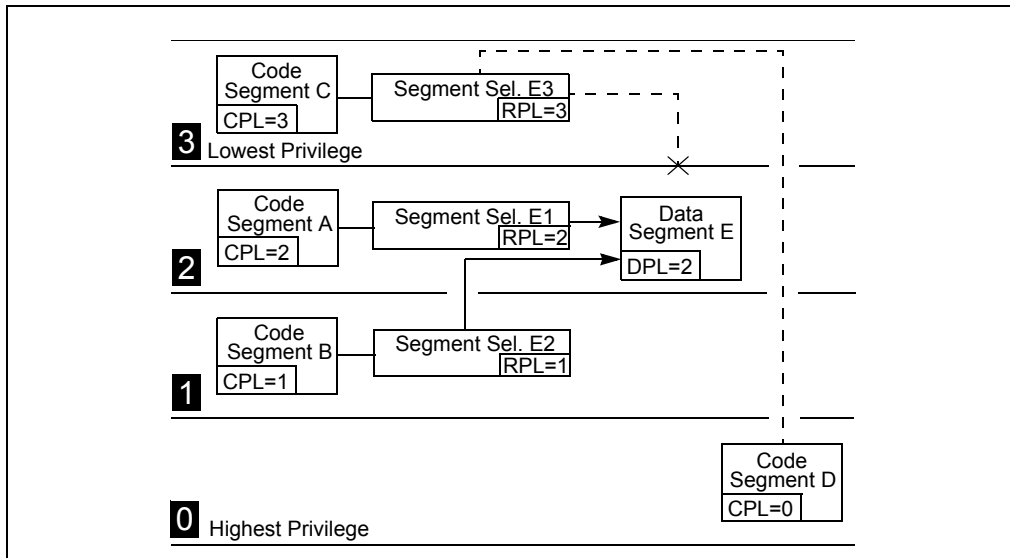 Code
Segment C
CPL=3
Segment Sel. E3
RPL=3
3
Lowest Privilege
Code
Segment A
CPL=2
Segment Sel. E1
RPL=2
Data
Segment E
DPL=2
2
Code
Segment B
CPL=1
Segment Sel. E2
RPL=1
1
Code
Segment D
CPL=0
0
Highest Privilege